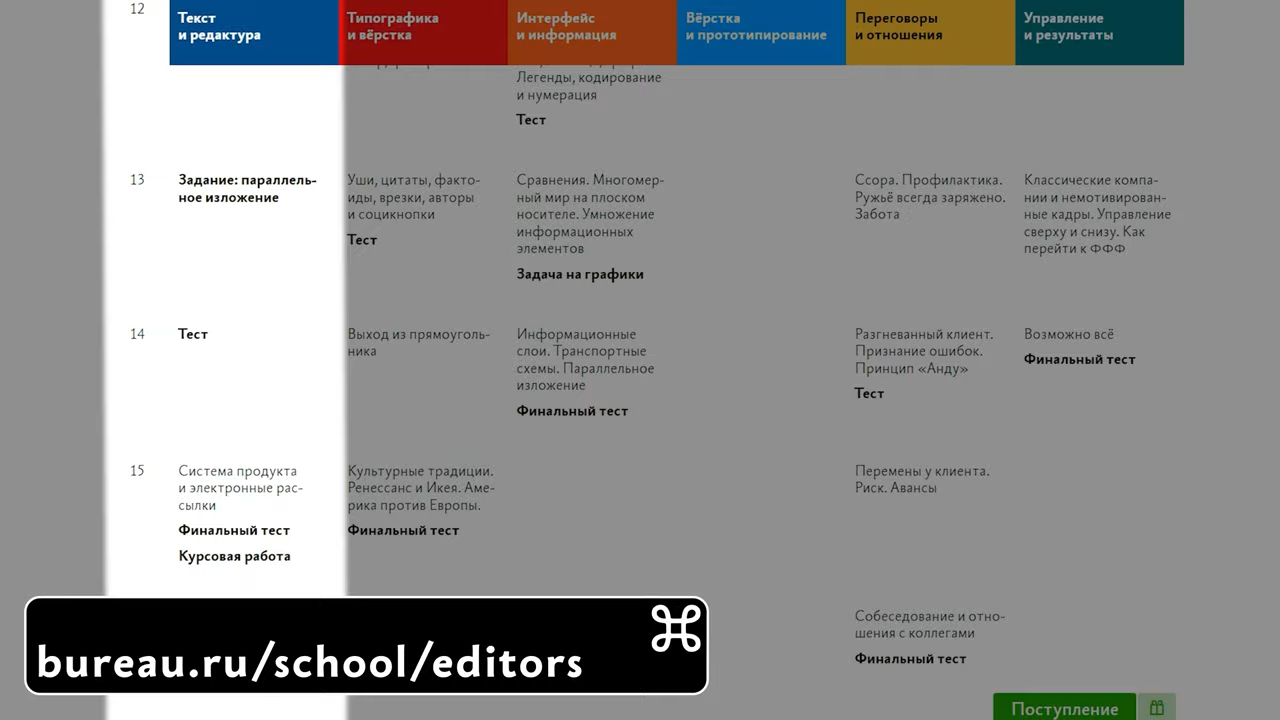 12
Текст
и редактура
Типографика
и вёрстка
Интерфейс
и информация
Вёрстка
и прототипирование
Переговоры
и отношения
Управление
и результаты
Легенды, кодирование
и нумерация
Тест
13
Задание: параллель-
ное изложение
Уши, цитаты, факто-
иды, врезки, авторы
и соцкнопки
Тест
Сравнения. Многомер-
ный мир на плоском
носителе. Умножение
информационных
элементов
Задача на графики
Ссора. Профилактика.
Ружьё всегда заряжено.
Забота
Классические компа-
нии и немотивирован-
ные кадры. Управление
сверху и снизу. Как
перейти к ФФФ
14
Тест
Выход из прямоуголь-
ника
Информационные
слои. Транспортные
схемы. Параллельное
изложение
Финальный тест
Разгневанный клиент.
Признание ошибок.
Принцип «Анду»
Тест
Возможно всё
Финальный тест
15
Система продукта
и электронные рас-
сылки
Финальный тест
Курсовая работа
Культурные традиции.
Ренессанс и Икея. Аме-
рика против Европы.
Финальный тест
Перемены у клиента.
Риск. Авансы
Собеседование и отно-
шения с коллегами
Финальный тест
bureau.ru/school/editors
Поступление